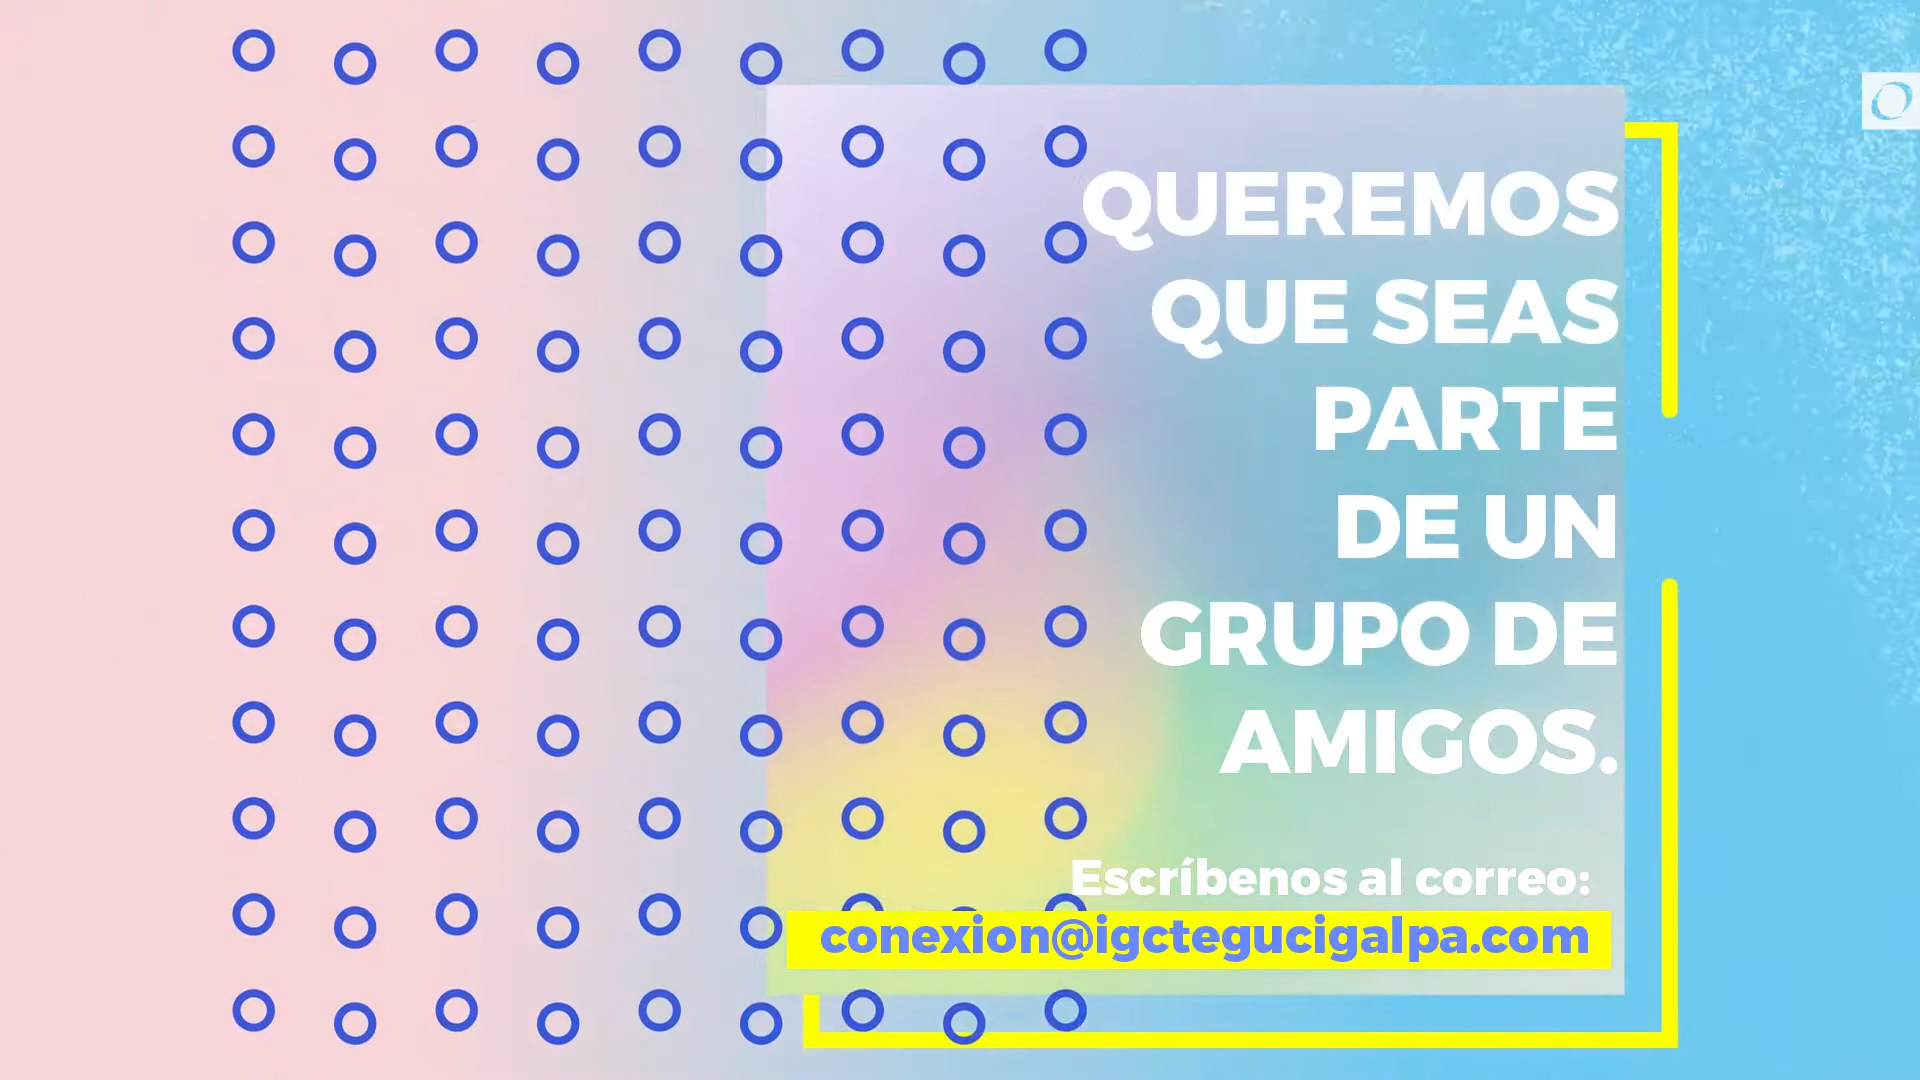 QUEREMOS
QUE SEAS
PARTE
DE UN
GRUPO DE
AMIGOS.
Escríbenos al correo:
conexion@igctegucigalpa.com